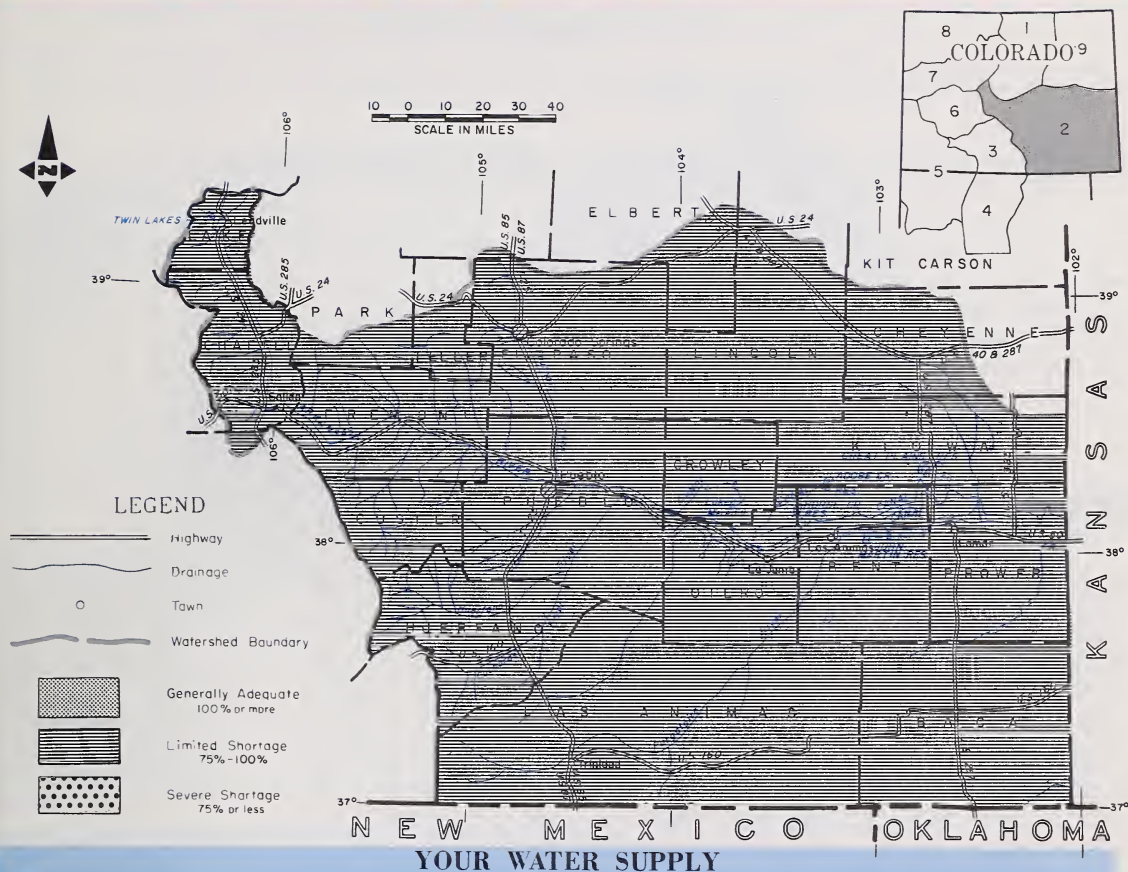 8
1
COLORADO
9
7
6
2
3
5
4
10 0 10 20 30 40
SCALE IN MILES
N
106°
105°
104°
103°
102°
TWIN LAKES
U.S. 85
U.S. 87
ELBERT
U.S 24
KIT CARSON
39°
39°
U.S. 285
U.S. 24
PARK
U.S. 24
CHEYENNE
40 & 287
Colorado Springs
TELLER
EL PASO
LINCOLN
CHAFFEE
Salida
FREMONT
106°
KIOWA
CROWLEY
Pueblo
PUEBLO
CUSTER
38°
38°
Las Animas
Lamar
La Junta
BENT
PROWER
OTERO
HUERFANO
U.S. 160
LAS ANIMAS
BACA
Trinidad
U.S. 160
37°
37°
KANSAS
NEW MEXICO
OKLAHOMA
LEGEND
Highway
Drainage
Town
Watershed Boundary
Generally Adequate
100% or more
Limited Shortage
75%-100%
Severe Shortage
75% or less
YOUR WATER SUPPLY